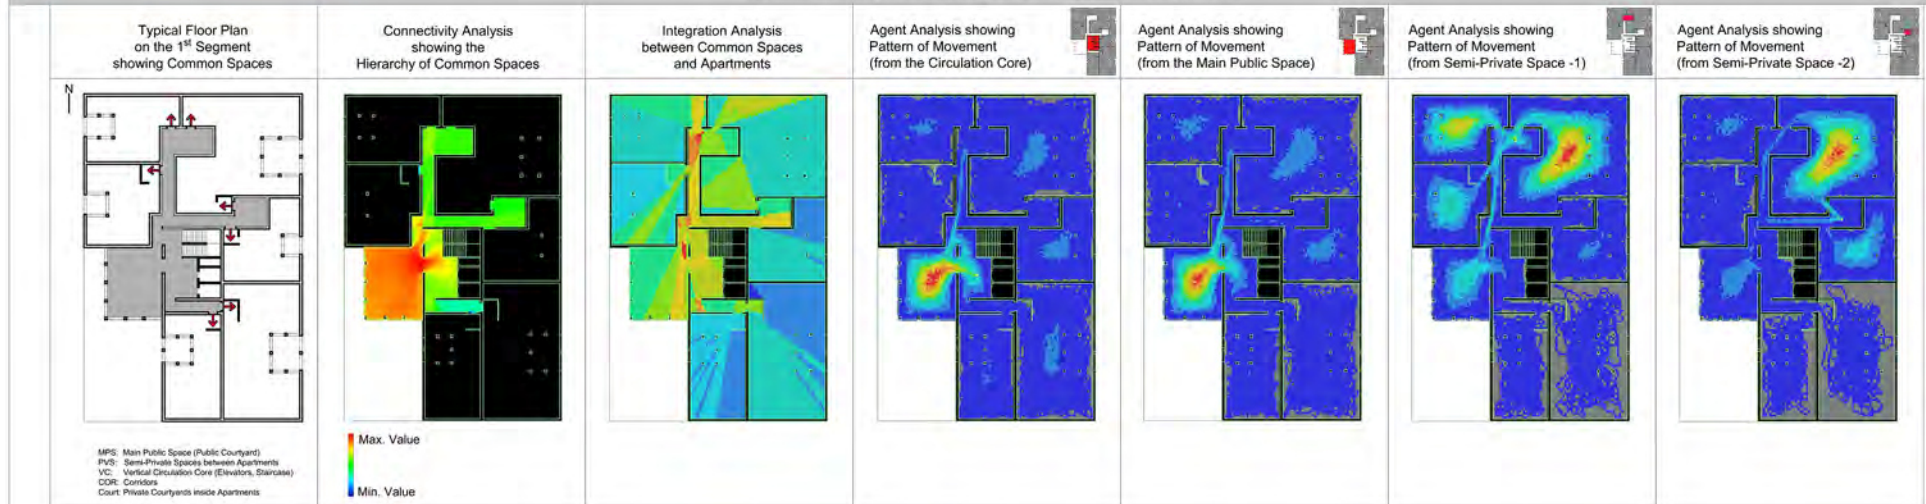 Typical Floor Plan
on the 1st Segment
showing Common Spaces
Connectivity Analysis
showing the
Hierarchy of Common Spaces
Integration Analysis
between Common Spaces
and Apartments
Agent Analysis showing
Pattern of Movement
(from the Circulation Core)
Agent Analysis showing
Pattern of Movement
(from the Main Public Space)
Agent Analysis showing
Pattern of Movement
(from Semi-Private Space -1)
Agent Analysis showing
Pattern of Movement
(from Semi-Private Space -2)
N
MPS: Main Public Space (Public Courtyard)
PVS: Semi-Private Spaces between Apartments
VC: Vertical Circulation Core (Elevators, Staircase)
COR: Corridors
Court: Private Courtyards inside Apartments
Max. Value
Min. Value